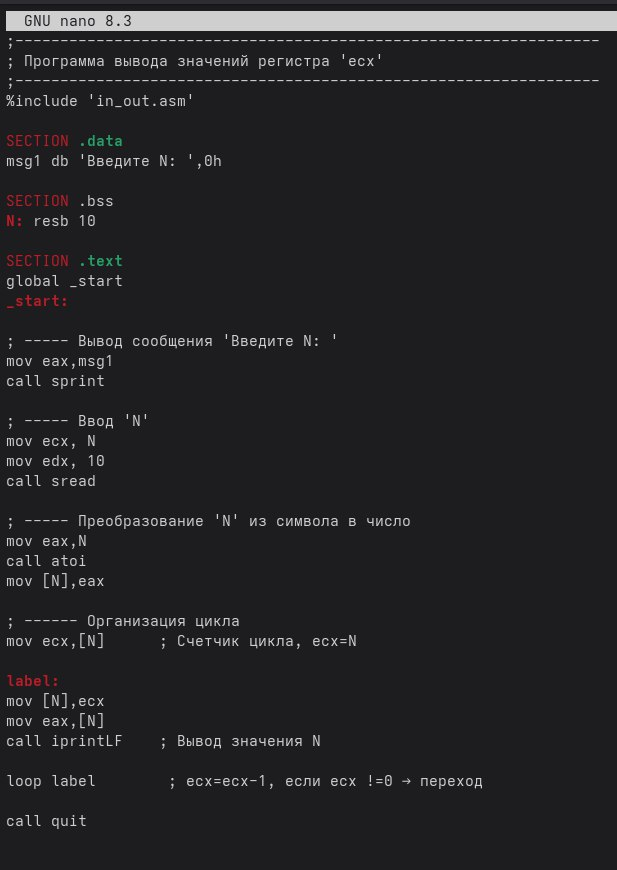 GNU nano 8.3
;-----------------------------------------------------------------
; Программа вывода значений регистра 'ecx'
;-----------------------------------------------------------------
%include 'in_out.asm'
SECTION .data
msg1 db 'Введите N: ',0h
SECTION .bss
N: resb 10
SECTION .text
global _start
_start:
; ----- Вывод сообщения 'Введите N: '
mov eax,msg1
call sprint
; ----- Ввод 'N'
mov ecx, N
mov edx, 10
call sread
; ----- Преобразование 'N' из символа в число
mov eax,N
call atoi
mov [N],eax
; ------ Организация цикла
mov ecx,[N]      ; Счетчик цикла, ecx=N
label:
mov [N],ecx
mov eax,[N]
call iprintLF    ; Вывод значения N
loop label        ; ecx=ecx-1, если ecx !=0 → переход
call quit